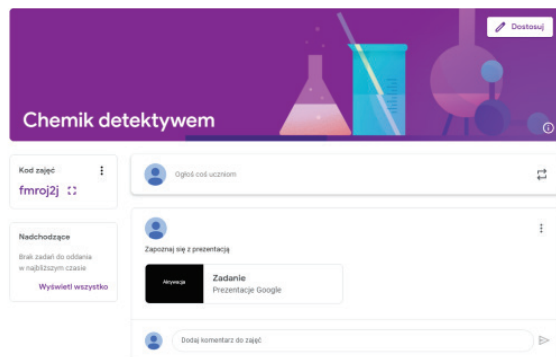 Dostosuj
Chemik detektywem
Kod zajęć
fmroj2j
Ogłoś coś uczniom
Nadchodzące
Brak zadań do oddania
w najbliższym czasie
Wyświetl wszystko
Zapoznaj się z prezentacją
Aktywacja
Zadanie
Prezentacje Google
Dodaj komentarz do zajęć